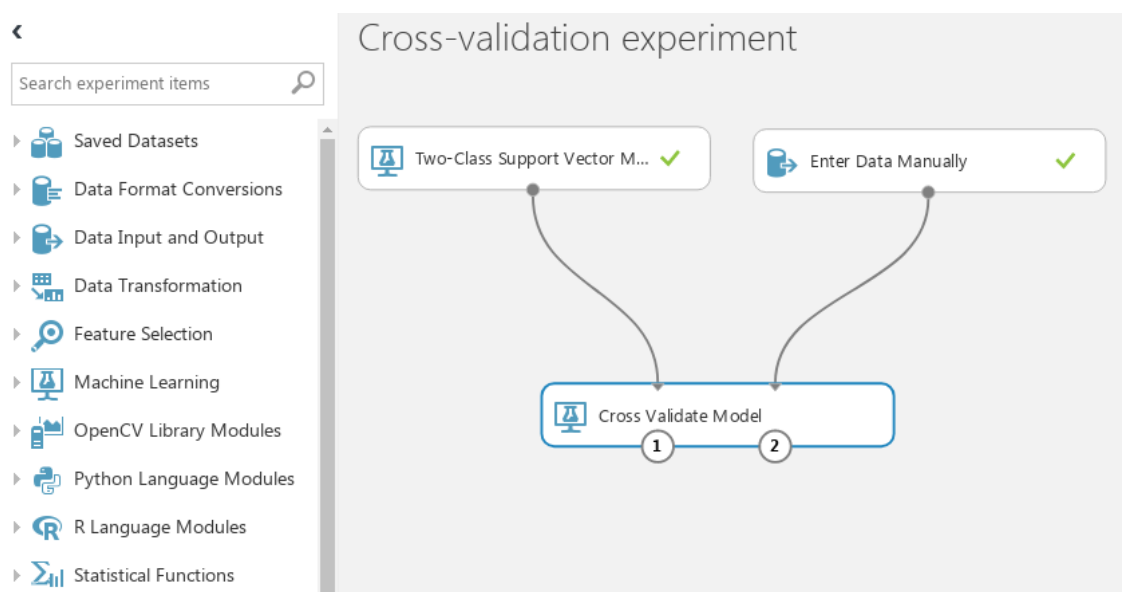 Cross-validation experiment
Search experiment items
Saved Datasets
Data Format Conversions
Data Input and Output
Data Transformation
Feature Selection
Machine Learning
OpenCV Library Modules
Python Language Modules
R Language Modules
Statistical Functions
Two-Class Support Vector M...
Enter Data Manually
Cross Validate Model
1
2